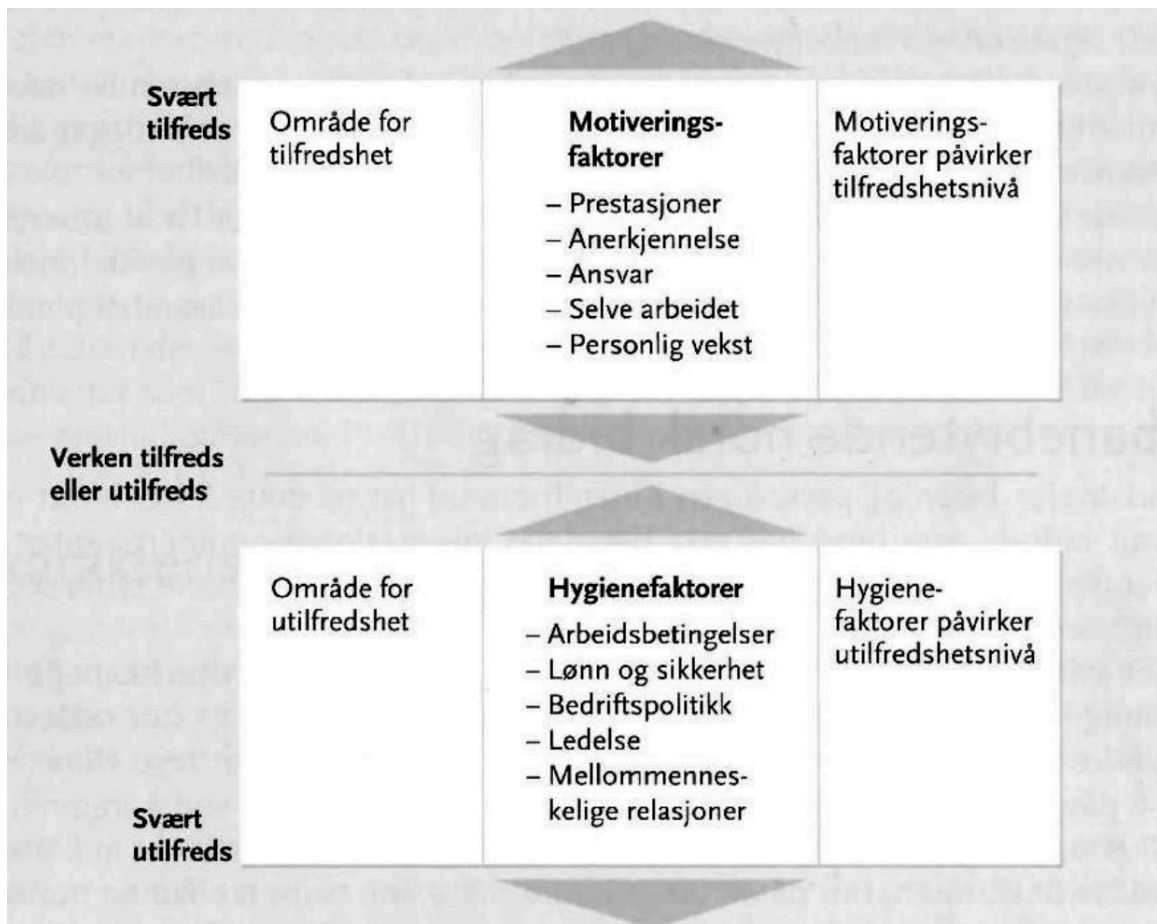 Svært
tilfreds
Område for
tilfredshet
Motiverings-
faktorer
– Prestasjoner
– Anerkjennelse
– Ansvar
– Selve arbeidet
– Personlig vekst
Motiverings-
faktorer påvirker
tilfredshetsnivå
Verken tilfreds
eller utilfreds
Område for
utilfredshet
Hygienefaktorer
– Arbeidsbetingelser
– Lønn og sikkerhet
– Bedriftspolitikk
– Ledelse
– Mellommennes-
kelige relasjoner
Hygiene-
faktorer påvirker
utilfredshetsnivå
Svært
utilfreds